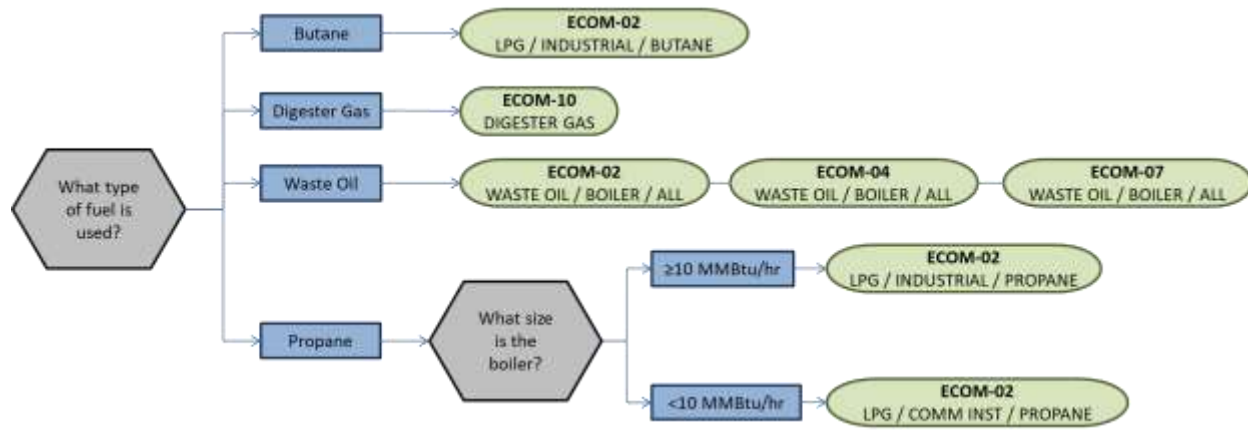 Butane
ECOM-02
LPG / INDUSTRIAL / BUTANE
Digester Gas
ECOM-10
DIGESTER GAS
What type
of fuel is
used?
Waste Oil
ECOM-02
WASTE OIL / BOILER / ALL
ECOM-04
WASTE OIL / BOILER / ALL
ECOM-07
WASTE OIL / BOILER / ALL
Propane
What size
is the
boiler?
≥10 MMBtu/hr
ECOM-02
LPG / INDUSTRIAL / PROPANE
<10 MMBtu/hr
ECOM-02
LPG / COMM INST / PROPANE